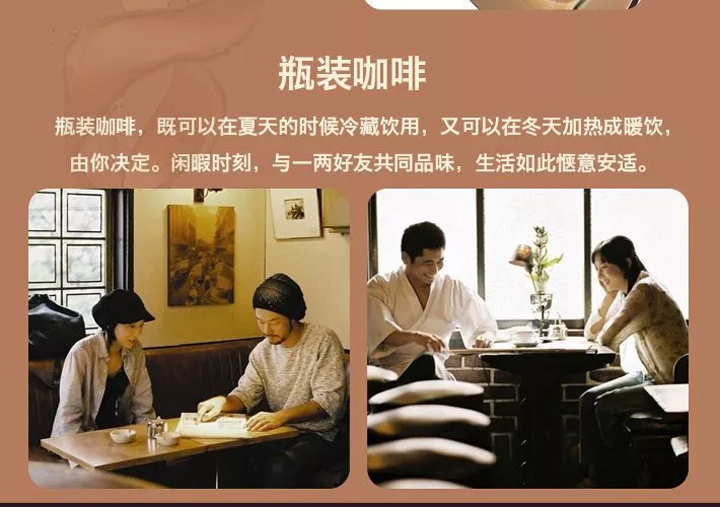 瓶装咖啡
瓶装咖啡，既可以在夏天的时候冷藏饮用，又可以在冬天加热成暖饮，
由你决定。闲暇时刻，与一两好友共同品味，生活如此惬意安适。